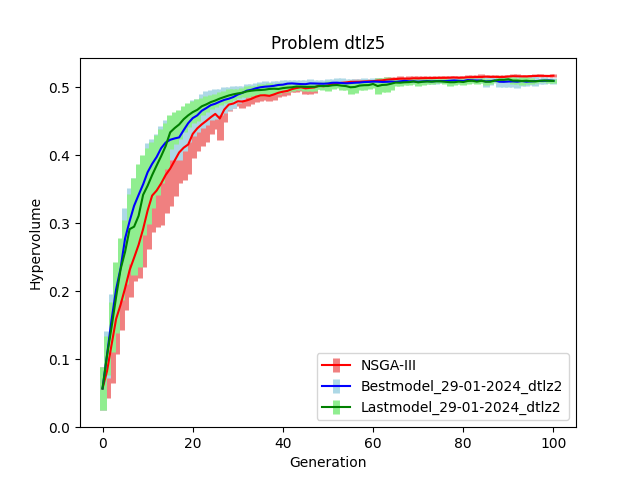 Problem dtlz5
Hypervolume
0.5
0.4
0.3
0.2
0.1
0.0
NSGA-III
Bestmodel_29-01-2024_dtlz2
Lastmodel_29-01-2024_dtlz2
0 20 40 60 80 100
Generation